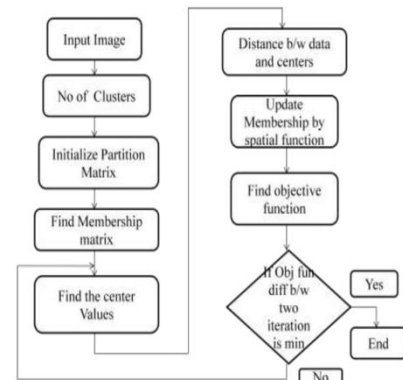 Input Image
No of Clusters
Initialize Partition
Matrix
Find Membership
matrix
Find the center
Values
Distance b/w data
and centers
Update
Membership by
spatial function
Find objective
function
If Obj fun
diff b/w
two
iteration
is min
Yes
End
No